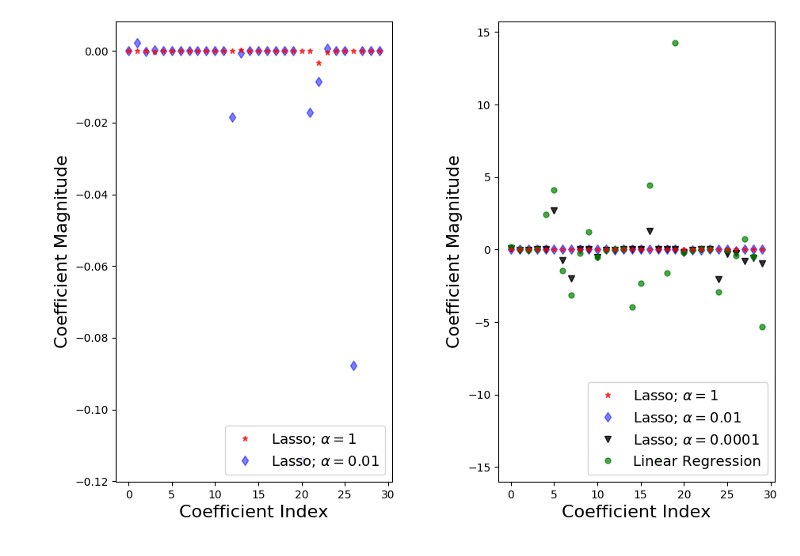 0.00
−0.02
−0.04
−0.06
−0.08
−0.10
−0.12
Coefficient Magnitude
0 5 10 15 20 25 30
Coefficient Index
Lasso; α = 1
Lasso; α = 0.01
15
10
5
0
−5
−10
−15
Coefficient Magnitude
0 5 10 15 20 25 30
Coefficient Index
Lasso; α = 1
Lasso; α = 0.01
Lasso; α = 0.0001
Linear Regression